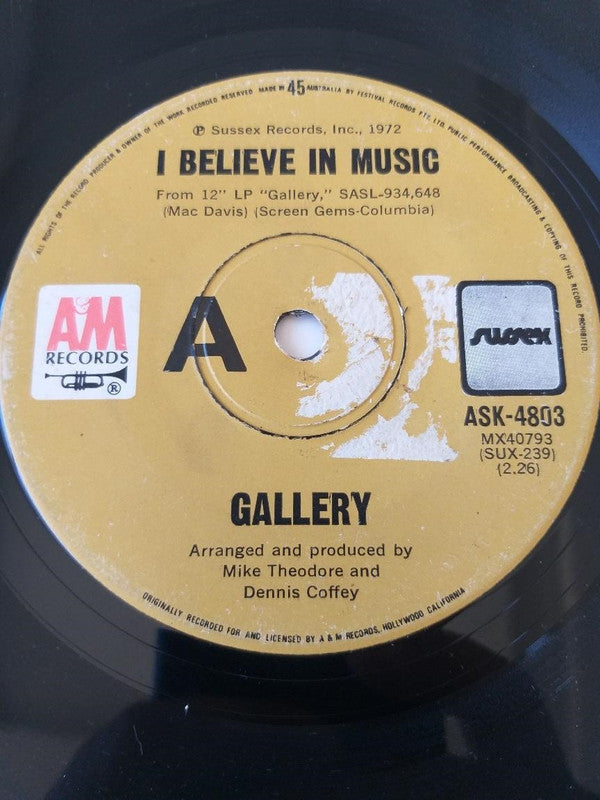 ALL RIGHTS OF THE RECORD PRODUCER & OWNER OF THE WORK RECORDED RESERVED MADE IN 45 AUSTRALIA BY FESTIVAL RECORDS PTY. LTD. PUBLIC PERFORMANCE BROADCASTING & COPYING OF THIS RECORD PROHIBITED
℗ Sussex Records, Inc., 1972
I BELIEVE IN MUSIC
From 12" LP "Gallery," SASL-934,648
(Mac Davis) (Screen Gems-Columbia)
A&M
RECORDS
®
A
sussex
ASK-4803
MX40793
(SUX-239)
(2.26)
GALLERY
Arranged and produced by
Mike Theodore and
Dennis Coffey
ORIGINALLY RECORDED FOR AND LICENSED BY A & M RECORDS, HOLLYWOOD CALIFORNIA